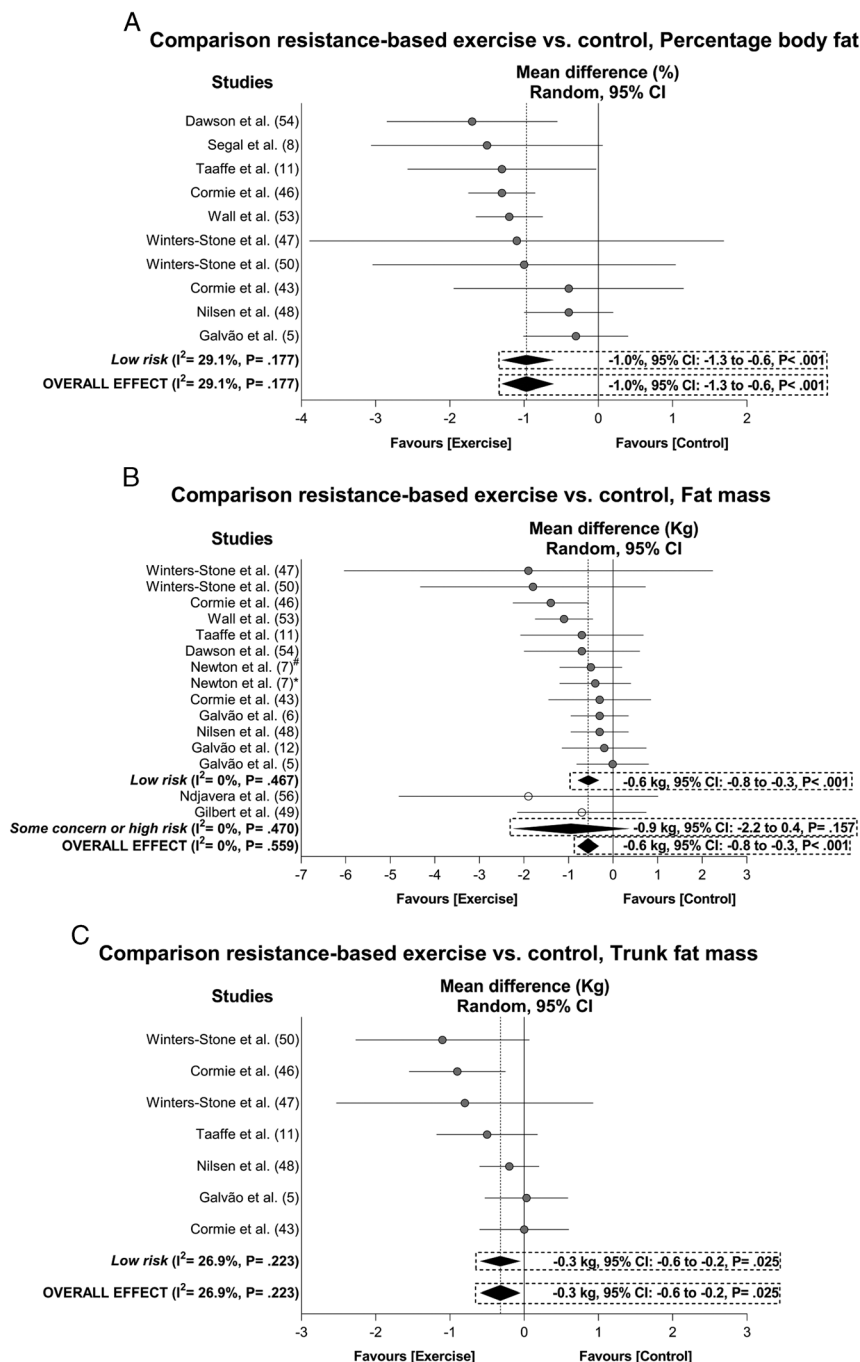 A
Comparison resistance-based exercise vs. control, Percentage body fat
Studies
Mean difference (%)
Random, 95% CI
Dawson et al. (54)
Segal et al. (8)
Taaffe et al. (11)
Cormie et al. (46)
Wall et al. (53)
Winters-Stone et al. (47)
Winters-Stone et al. (50)
Cormie et al. (43)
Nilsen et al. (48)
Galvão et al. (5)
Low risk (I²= 29.1%, P= .177) -1.0%, 95% CI: -1.3 to -0.6, P< .001
OVERALL EFFECT (I²= 29.1%, P= .177) -1.0%, 95% CI: -1.3 to -0.6, P< .001
-4 -3 -2 -1 0 1 2
Favours [Exercise] Favours [Control]
B
Comparison resistance-based exercise vs. control, Fat mass
Studies
Mean difference (Kg)
Random, 95% CI
Winters-Stone et al. (47)
Winters-Stone et al. (50)
Cormie et al. (46)
Wall et al. (53)
Taaffe et al. (11)
Dawson et al. (54)
Newton et al. (7)#
Newton et al. (7)*
Cormie et al. (43)
Galvão et al. (6)
Nilsen et al. (48)
Galvão et al. (12)
Galvão et al. (5)
Low risk (I²= 0%, P= .467) -0.6 kg, 95% CI: -0.8 to -0.3, P< .001
Ndjavera et al. (56)
Gilbert et al. (49)
Some concern or high risk (I²= 0%, P= .470) -0.9 kg, 95% CI: -2.2 to 0.4, P= .157
OVERALL EFFECT (I²= 0%, P= .559) -0.6 kg, 95% CI: -0.8 to -0.3, P< .001
-7 -6 -5 -4 -3 -2 -1 0 1 2 3
Favours [Exercise] Favours [Control]
C
Comparison resistance-based exercise vs. control, Trunk fat mass
Studies
Mean difference (Kg)
Random, 95% CI
Winters-Stone et al. (50)
Cormie et al. (46)
Winters-Stone et al. (47)
Taaffe et al. (11)
Nilsen et al. (48)
Galvão et al. (5)
Cormie et al. (43)
Low risk (I²= 26.9%, P= .223) -0.3 kg, 95% CI: -0.6 to -0.2, P= .025
OVERALL EFFECT (I²= 26.9%, P= .223) -0.3 kg, 95% CI: -0.6 to -0.2, P= .025
-3 -2 -1 0 1 2 3
Favours [Exercise] Favours [Control]